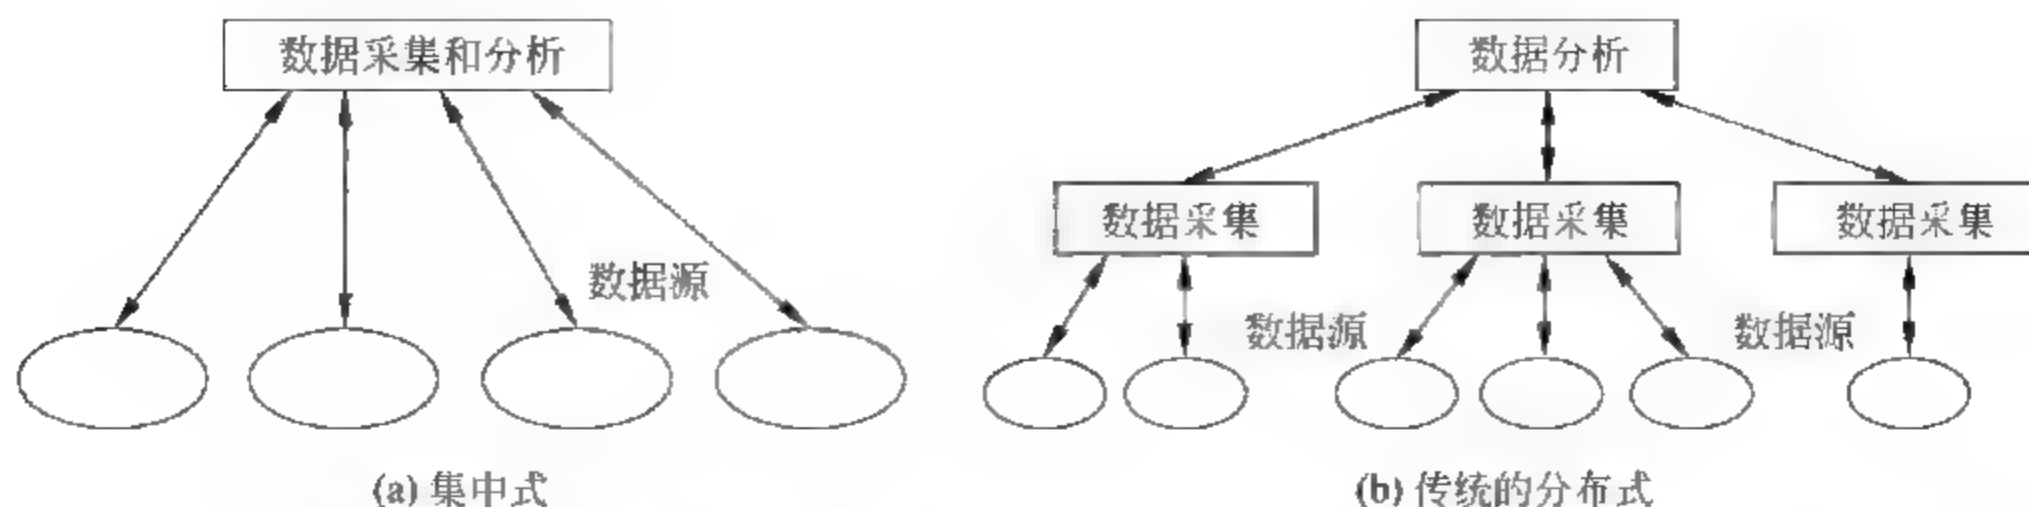 数据采集和分析
数据源
(a) 集中式
数据分析
数据采集
数据采集
数据采集
数据源
数据源
(b) 传统的分布式